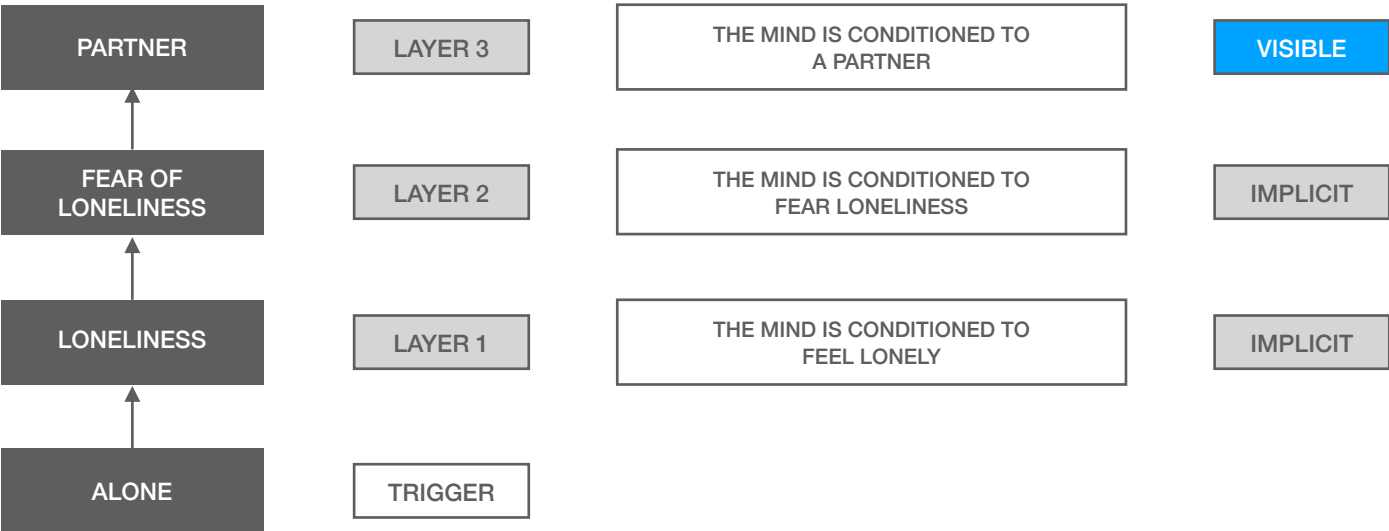 PARTNER
LAYER 3
THE MIND IS CONDITIONED TO
A PARTNER
VISIBLE
FEAR OF
LONELINESS
LAYER 2
THE MIND IS CONDITIONED TO
FEAR LONELINESS
IMPLICIT
LONELINESS
LAYER 1
THE MIND IS CONDITIONED TO
FEEL LONELY
IMPLICIT
ALONE
TRIGGER